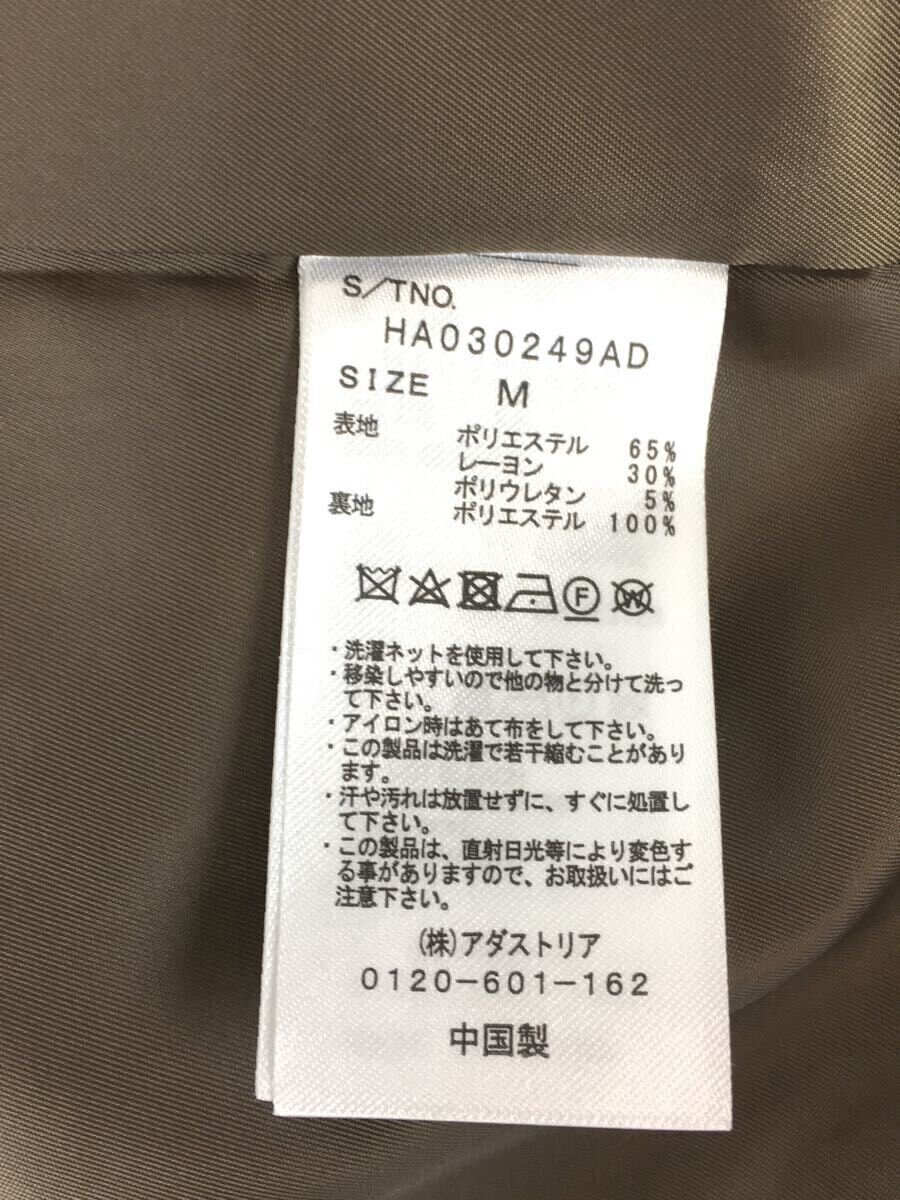 S/TNO.
HA030249AD
SIZE M
表地 ポリエステル 65%
レーヨン 30%
ポリウレタン 5%
裏地 ポリエステル 100%
F W
・洗濯ネットを使用して下さい。
・移染しやすいので他の物と分けて洗っ
て下さい。
・アイロン時はあて布をして下さい。
・この製品は洗濯で若干縮むことがあり
ます。
・汗や汚れは放置せずに、すぐに処置し
て下さい。
・この製品は、直射日光等により変色す
る事がありますので、お取扱いにはご
注意下さい。
(株)アダストリア
0120-601-162
中国製